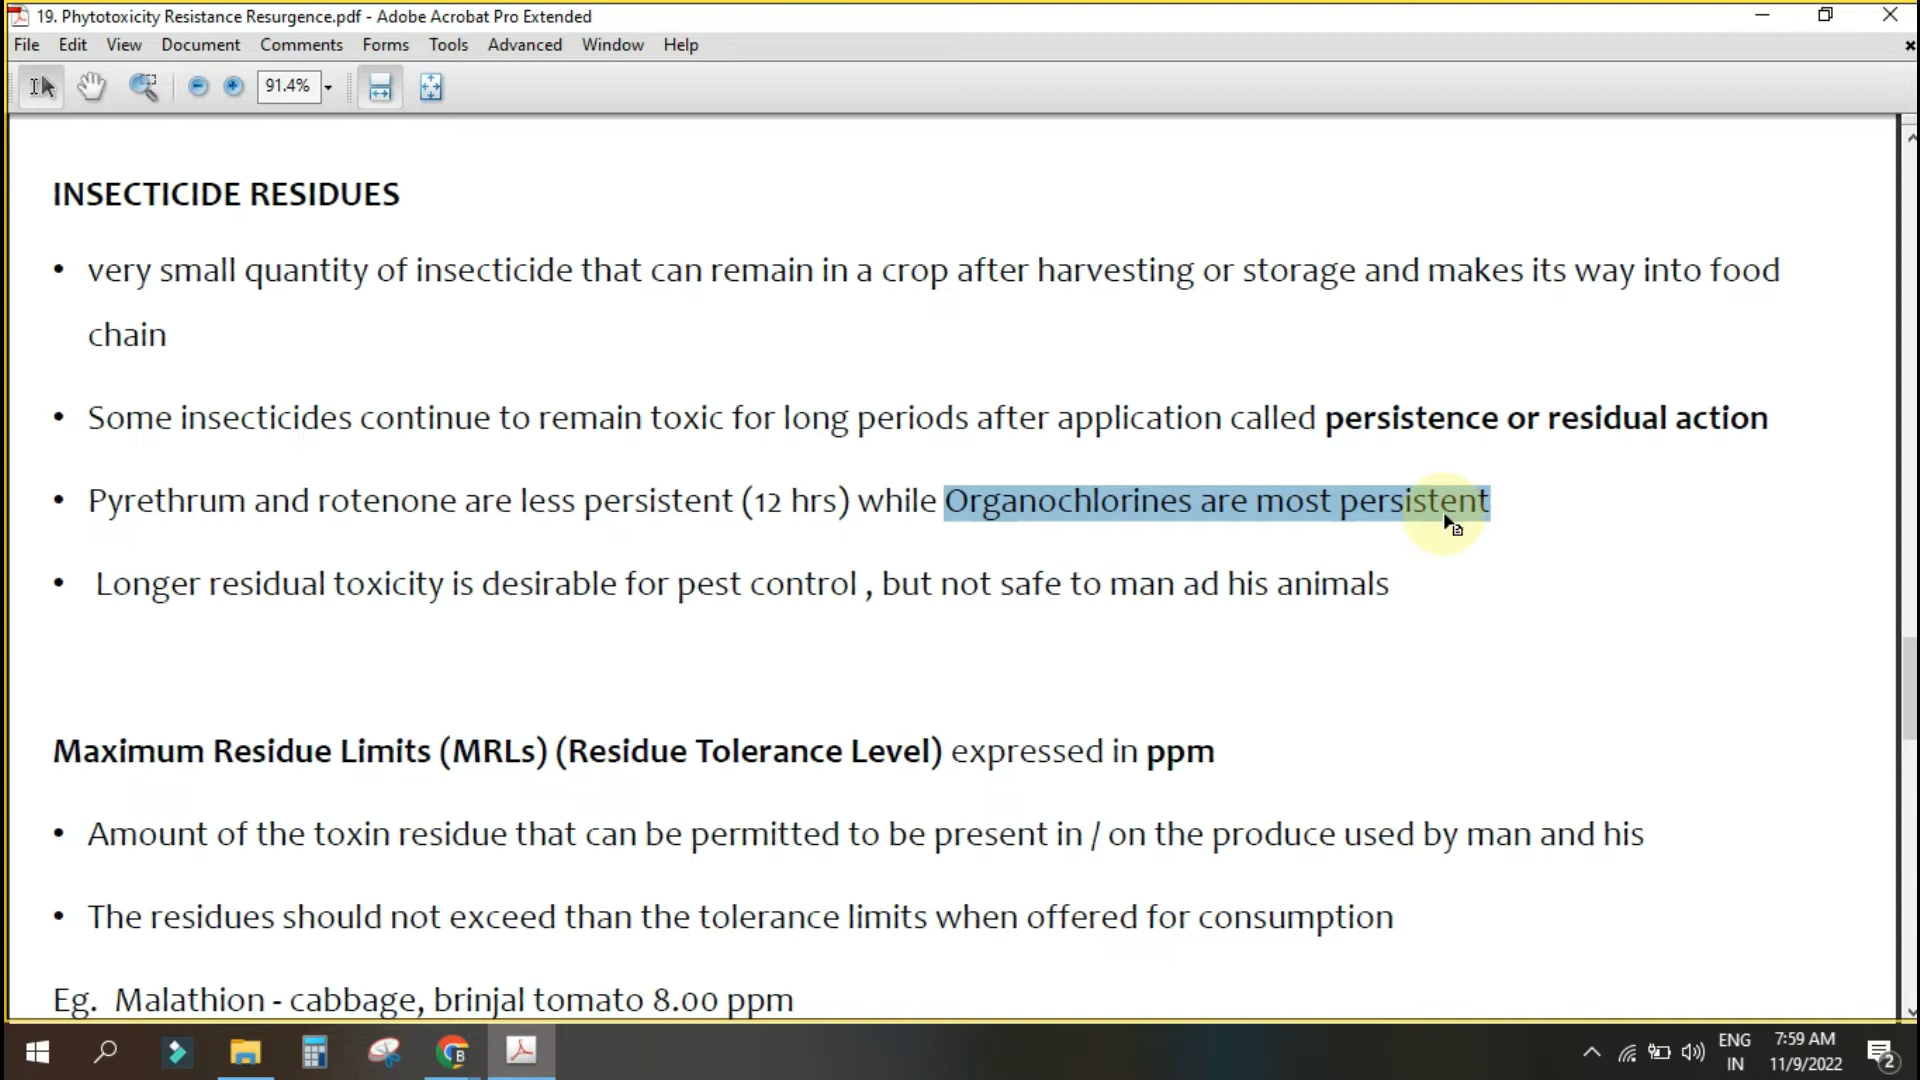 19. Phytotoxicity Resistance Resurgence.pdf - Adobe Acrobat Pro Extended
File Edit View Document Comments Forms Tools Advanced Window Help
91.4%
INSECTICIDE RESIDUES
• very small quantity of insecticide that can remain in a crop after harvesting or storage and makes its way into food
chain
• Some insecticides continue to remain toxic for long periods after application called persistence or residual action
• Pyrethrum and rotenone are less persistent (12 hrs) while Organochlorines are most persistent
• Longer residual toxicity is desirable for pest control , but not safe to man ad his animals
Maximum Residue Limits (MRLs) (Residue Tolerance Level) expressed in ppm
• Amount of the toxin residue that can be permitted to be present in / on the produce used by man and his
• The residues should not exceed than the tolerance limits when offered for consumption
Eg. Malathion - cabbage, brinjal tomato 8.00 ppm
B
ENG
IN
7:59 AM
11/9/2022
2